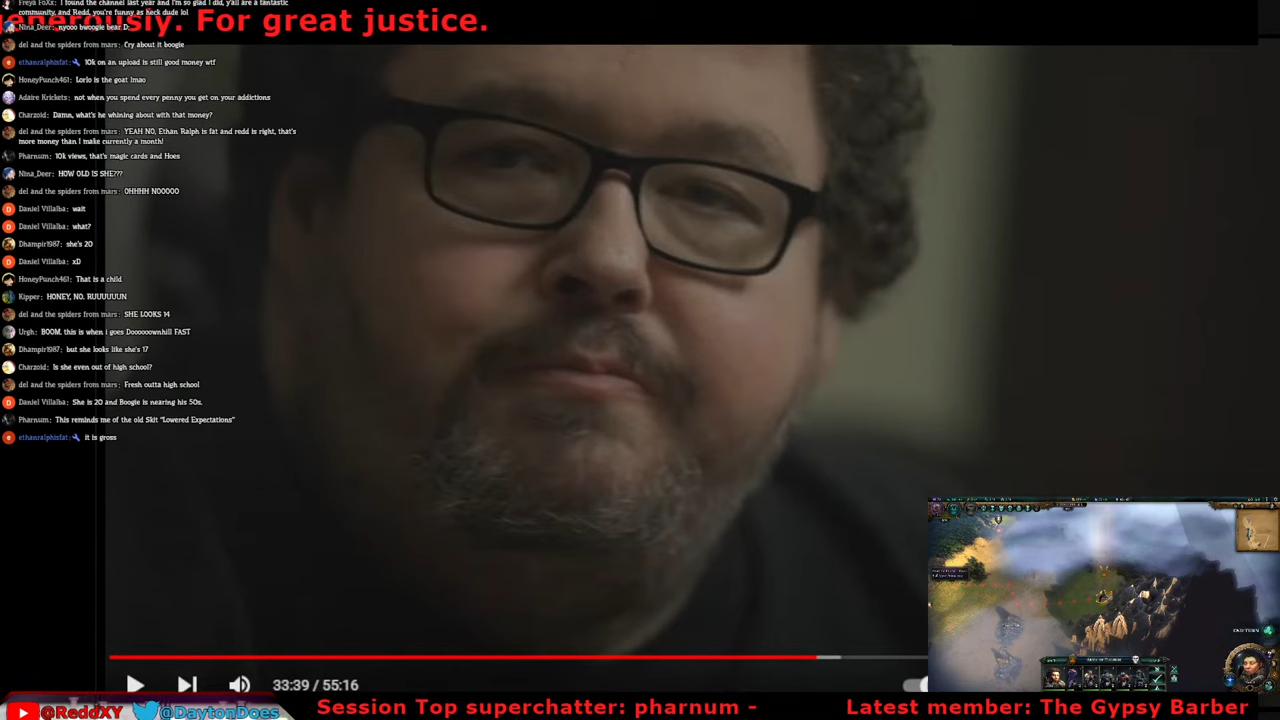 enerously. For great justice.
Freya FoXx: I found the channel last year and I'm so glad I did, y'all are a fantastic
community, and Redd, you're funny as heck dude lol
Nina_Deer: nyooo bwoogie bear D:
del and the spiders from mars: Cry about it boogie
ethanralphisfat: 10k on an upload is still good money wtf
HoneyPunch461: Lorlo is the goat lmao
Adaire Krickets: not when you spend every penny you get on your addictions
Charzoid: Damn, what's he whining about with that money?
del and the spiders from mars: YEAH NO, Ethan Ralph is fat and redd is right, that's
more money than I make currently a month!
Pharnum: 10k views, that's magic cards and Hoes
Nina_Deer: HOW OLD IS SHE???
del and the spiders from mars: OHHHH NOOOOO
Daniel Villalba: wait
Daniel Villalba: what?
Dhampir1987: she's 20
Daniel Villalba: xD
HoneyPunch461: That is a child.
Kipper: HONEY, NO. RUUUUUUN
del and the spiders from mars: SHE LOOKS 14
Urgh: BOOM, this is when i goes Doooooownhill FAST
Dhampir1987: but she looks like she's 17
Charzoid: Is she even out of high school?
del and the spiders from mars: Fresh outta high school
Daniel Villalba: She is 20 and Boogie is nearing his 50s.
Pharnum: This reminds me of the old Skit "Lowered Expectations"
ethanralphisfat: it is gross
33:39 / 55:16
@ReddXY @DaytonDoes Session Top superchatter: pharnum - Latest member: The Gypsy Barber